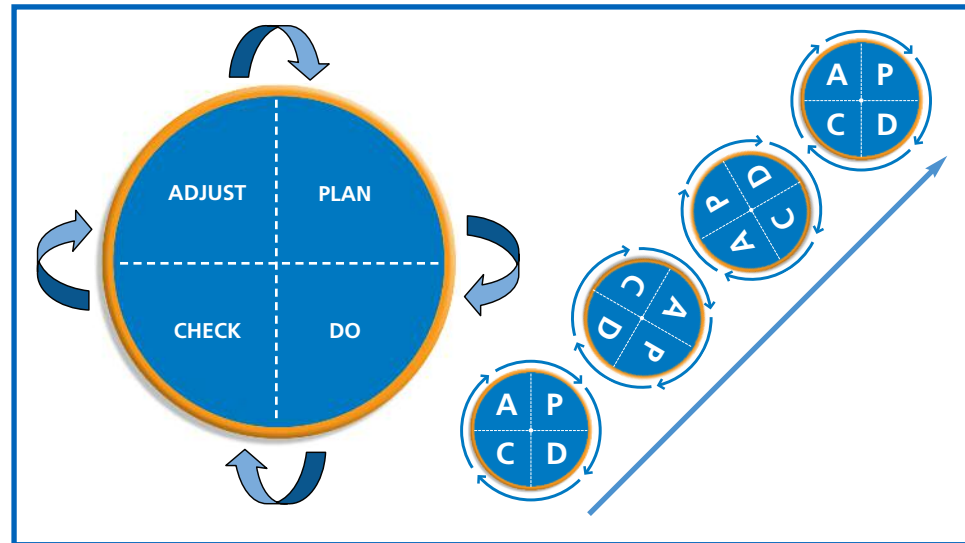 ADJUST PLAN
CHECK DO
A P
C D
P D
A C
C A
D P
A P
C D